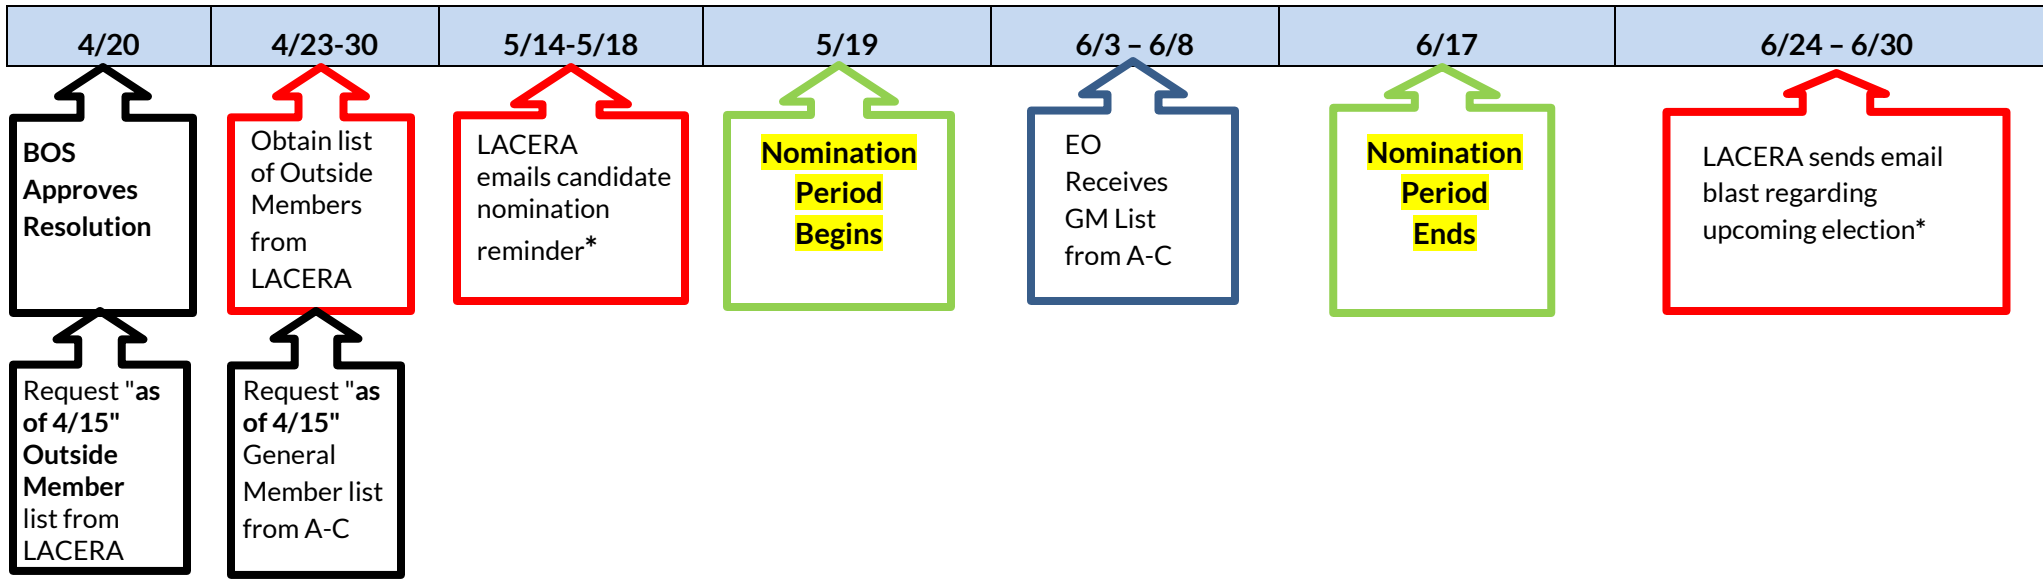 4/20
4/23-30
5/14-5/18
5/19
6/3 – 6/8
6/17
6/24 – 6/30
BOS
Approves
Resolution
Obtain list
of Outside
Members
from
LACERA
LACERA
emails candidate
nomination
reminder*
Nomination
Period
Begins
EO
Receives
GM List
from A-C
Nomination
Period
Ends
LACERA sends email
blast regarding
upcoming election*
Request "as
of 4/15"
Outside
Member
list from
LACERA
Request "as
of 4/15"
General
Member list
from A-C